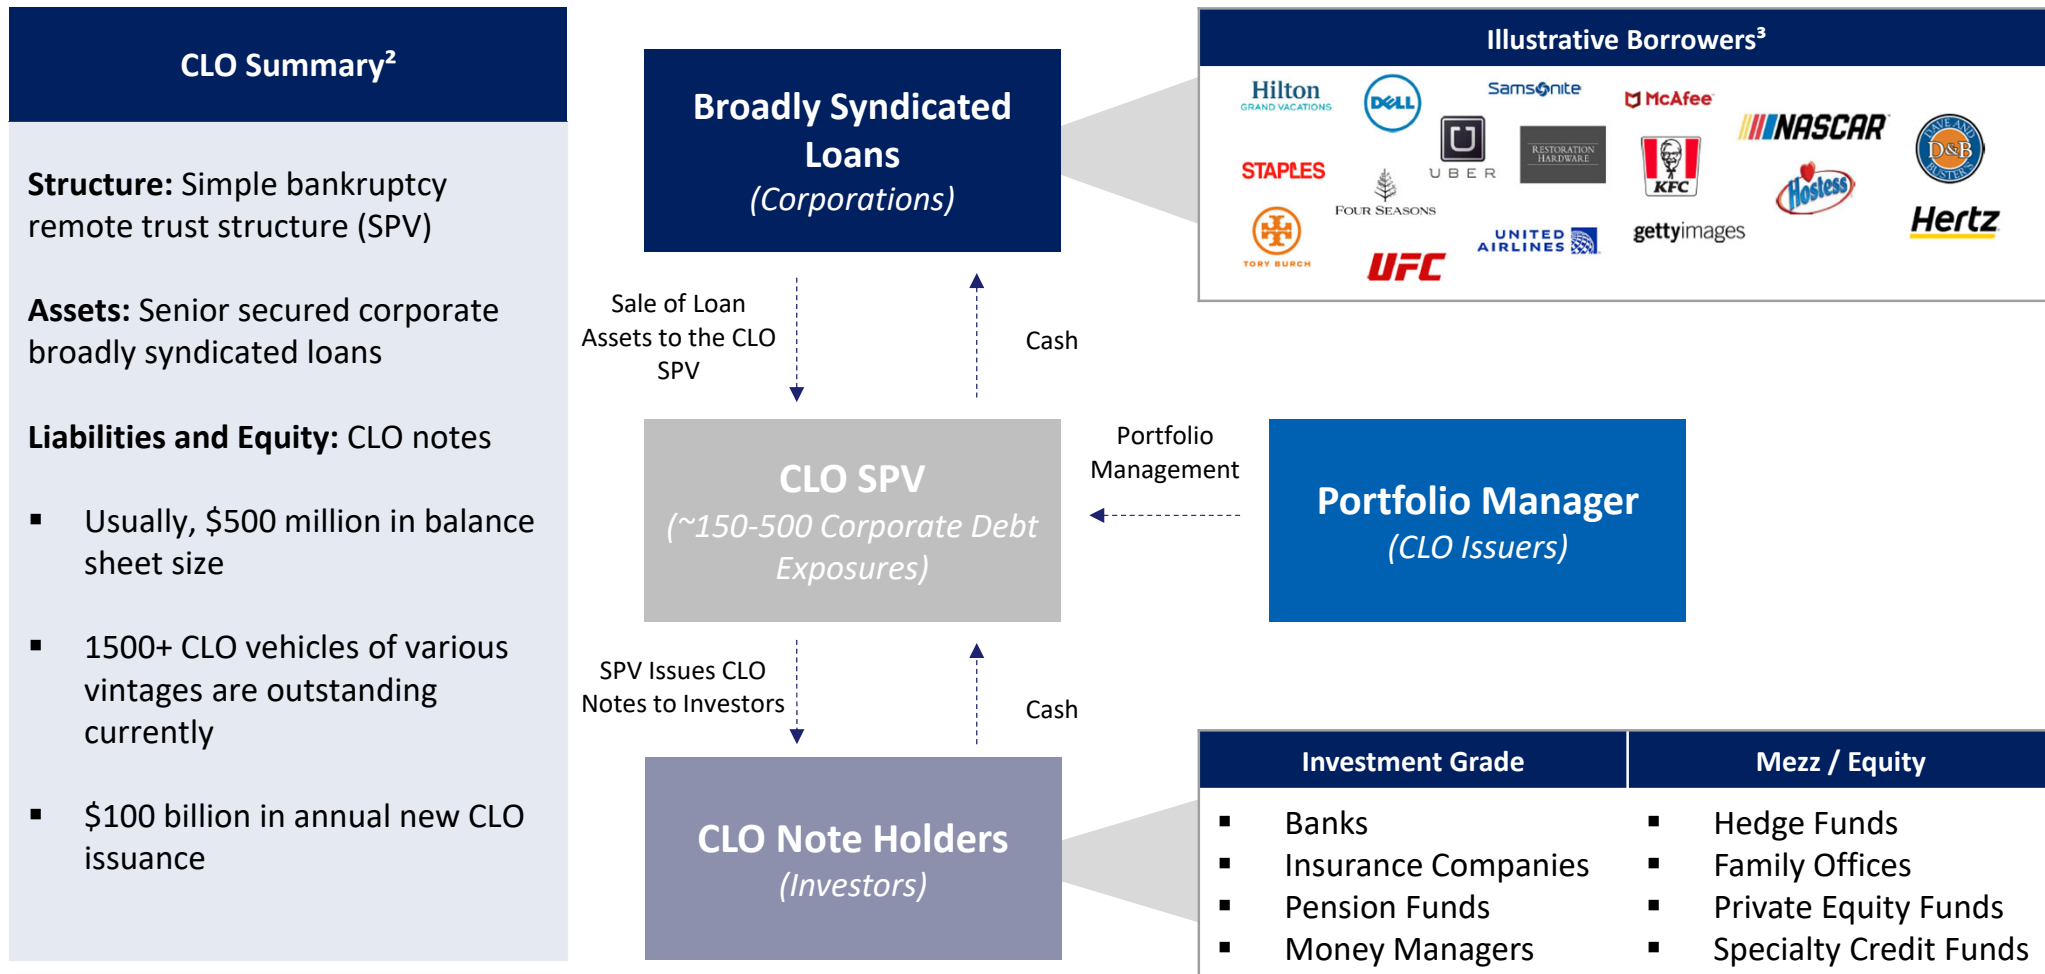 CLO Summary²
Structure: Simple bankruptcy
remote trust structure (SPV)
Assets: Senior secured corporate
broadly syndicated loans
Liabilities and Equity: CLO notes
▪ Usually, $500 million in balance
sheet size
▪ 1500+ CLO vehicles of various
vintages are outstanding
currently
▪ $100 billion in annual new CLO
issuance
Broadly Syndicated
Loans
(Corporations)
Sale of Loan
Assets to the CLO
SPV
Cash
CLO SPV
(~150-500 Corporate Debt
Exposures)
Portfolio
Management
Portfolio Manager
(CLO Issuers)
SPV Issues CLO
Notes to Investors
Cash
CLO Note Holders
(Investors)
Illustrative Borrowers³
Hilton
GRAND VACATIONS
DELL
Samsonite
McAfee
NASCAR
DAVE AND
D&B
BUSTER'S
STAPLES
FOUR SEASONS
U
UBER
RESTORATION
HARDWARE
KFC
Hostess
TORY BURCH
UFC
UNITED
AIRLINES
gettyimages
Hertz
Investment Grade
▪ Banks
▪ Insurance Companies
▪ Pension Funds
▪ Money Managers
Mezz / Equity
▪ Hedge Funds
▪ Family Offices
▪ Private Equity Funds
▪ Specialty Credit Funds